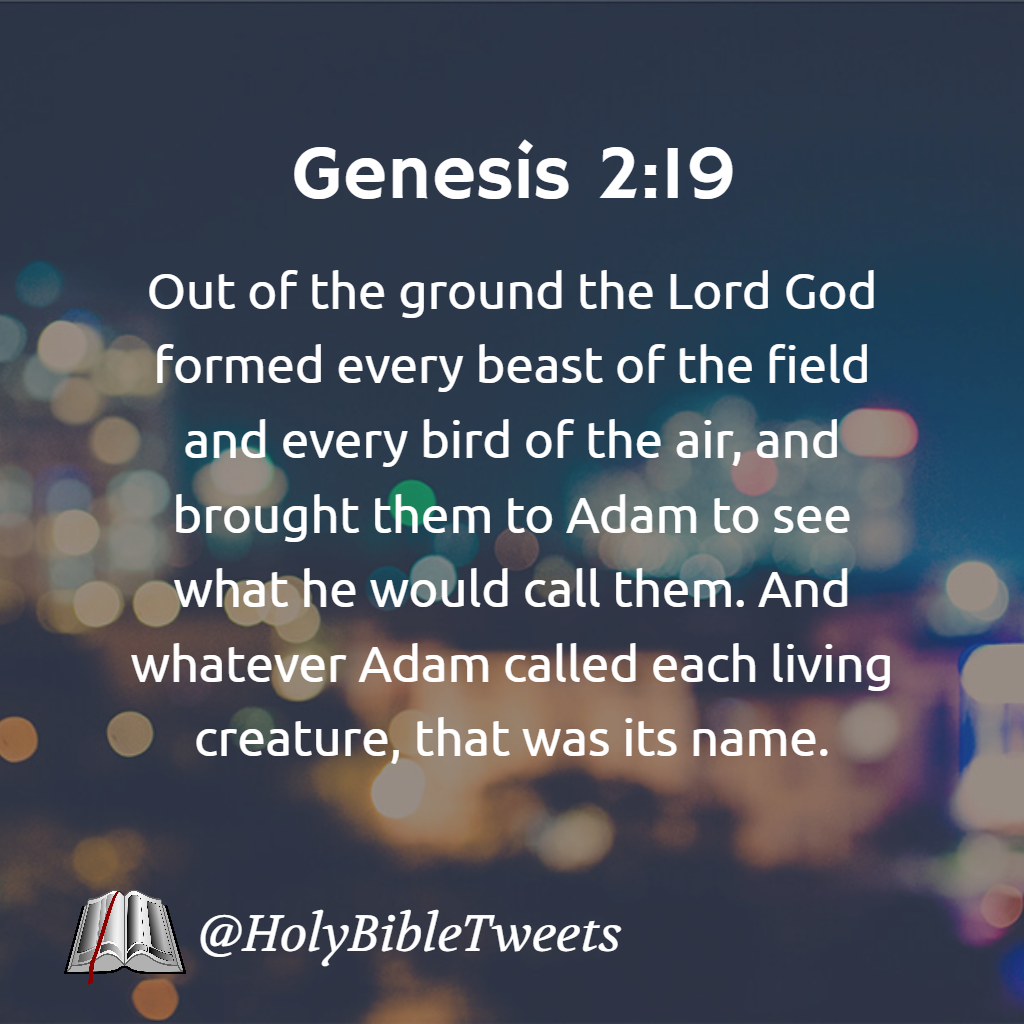 Genesis 2:19
Out of the ground the Lord God
formed every beast of the field
and every bird of the air, and
brought them to Adam to see
what he would call them. And
whatever Adam called each living
creature, that was its name.
@HolyBibleTweets